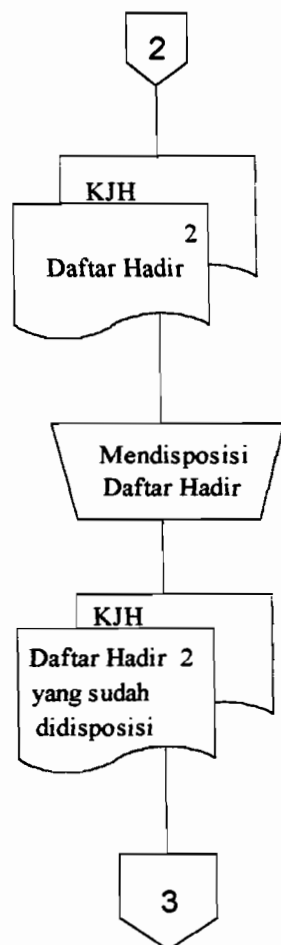 2
KJH
2
Daftar Hadir
Mendisposisi
Daftar Hadir
KJH
Daftar Hadir 2
yang sudah
didisposisi
3